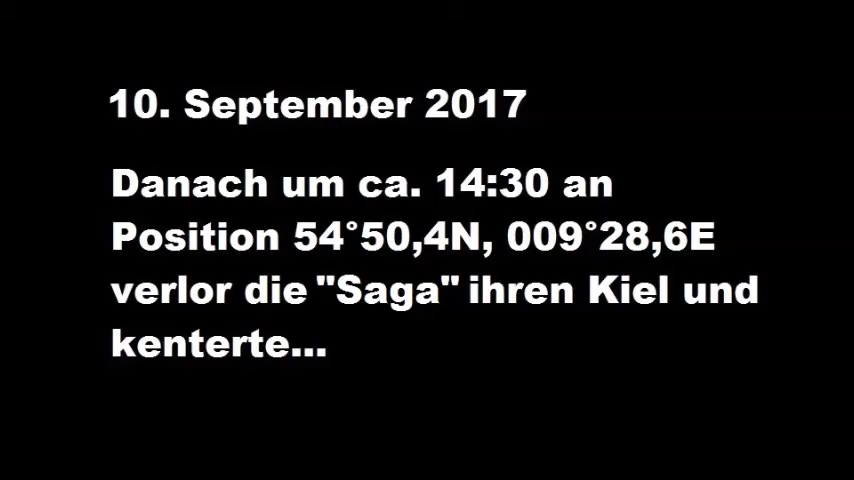 10. September 2017
Danach um ca. 14:30 an
Position 54°50,4N, 009°28,6E
verlor die "Saga" ihren Kiel und
kenterte...